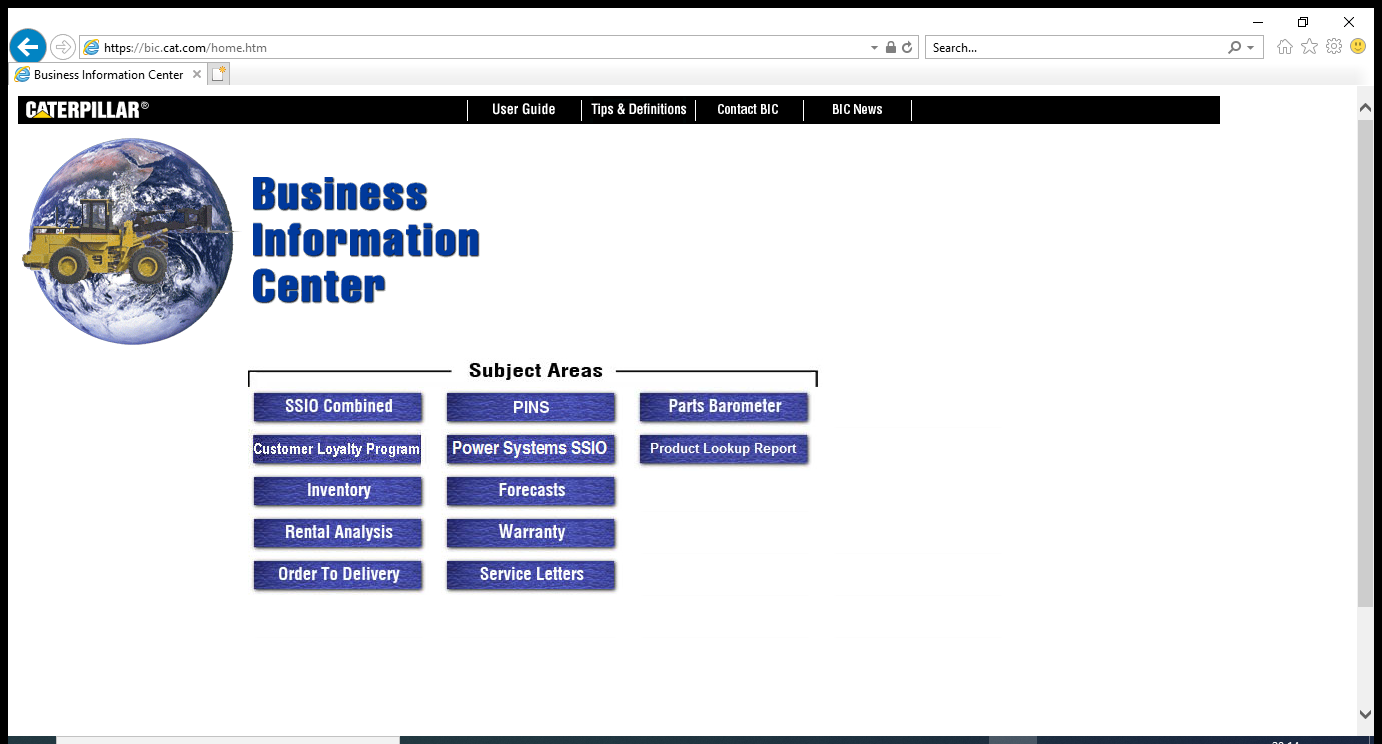 https://bic.cat.com/home.htm
Search...
Business Information Center
CATERPILLAR®
User Guide
Tips & Definitions
Contact BIC
BIC News
CAT
Business
Information
Center
Subject Areas
SSIO Combined
PINS
Parts Barometer
Customer Loyalty Program
Power Systems SSIO
Product Lookup Report
Inventory
Forecasts
Rental Analysis
Warranty
Order To Delivery
Service Letters